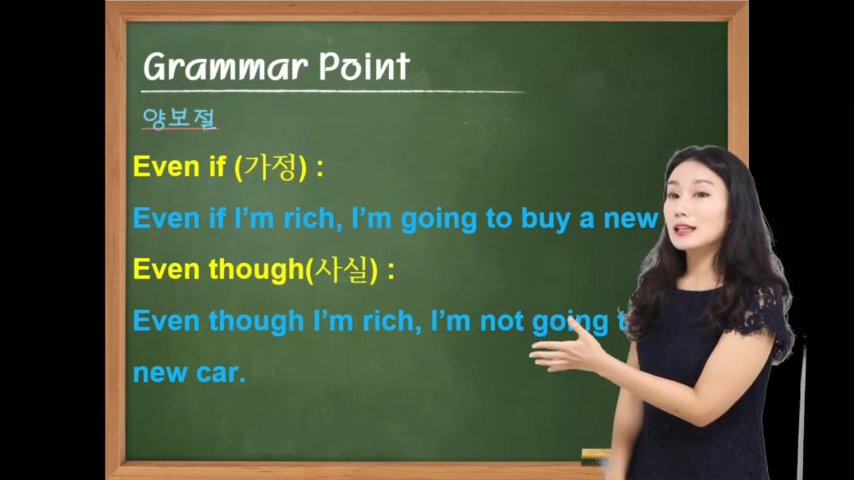 Grammar Point
양보절
Even if (가정) :
Even if I'm rich, I'm going to buy a new
Even though(사실) :
Even though I'm rich, I'm not going
new car.